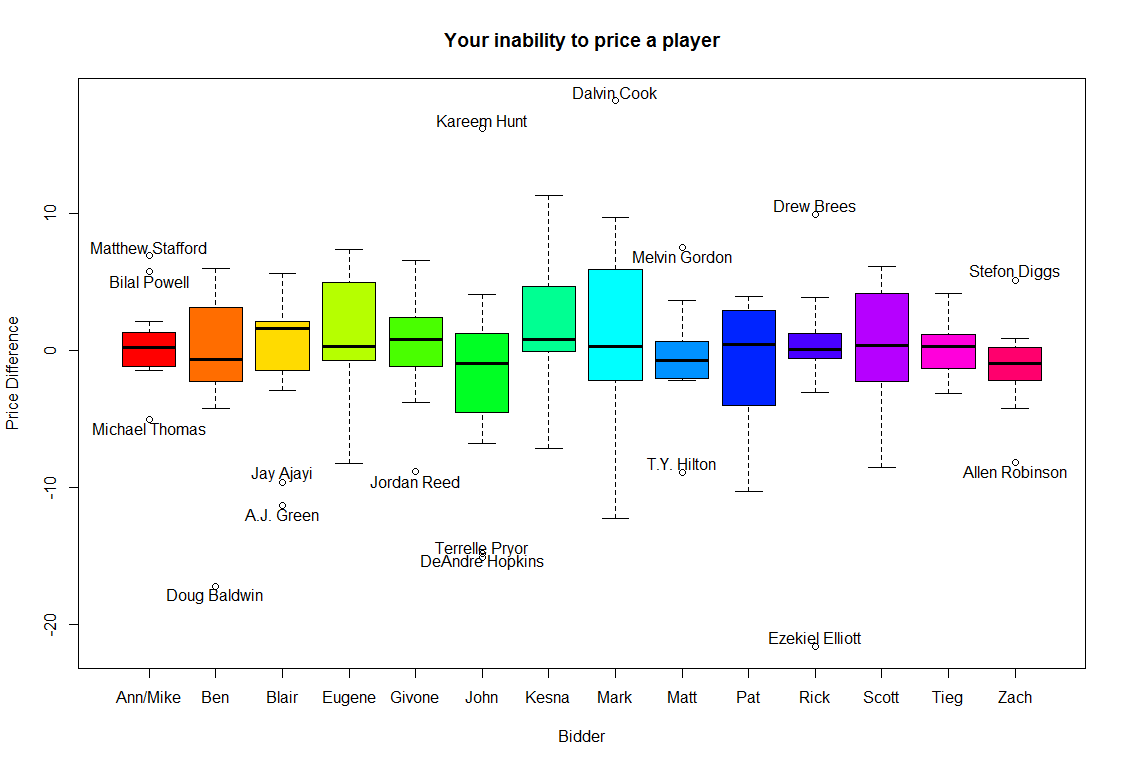 Your inability to price a player
Dalvin Cook
Kareem Hunt
Drew Brees
Matthew Stafford
Melvin Gordon
Stefon Diggs
Bilal Powell
Michael Thomas
Jay Ajayi
T.Y. Hilton
Jordan Reed
Allen Robinson
A.J. Green
Terrelle Pryor
DeAndre Hopkins
Doug Baldwin
Ezekiel Elliott
Price Difference
10
0
-10
-20
Ann/Mike Ben Blair Eugene Givone John Kesna Mark Matt Pat Rick Scott Tieg Zach
Bidder